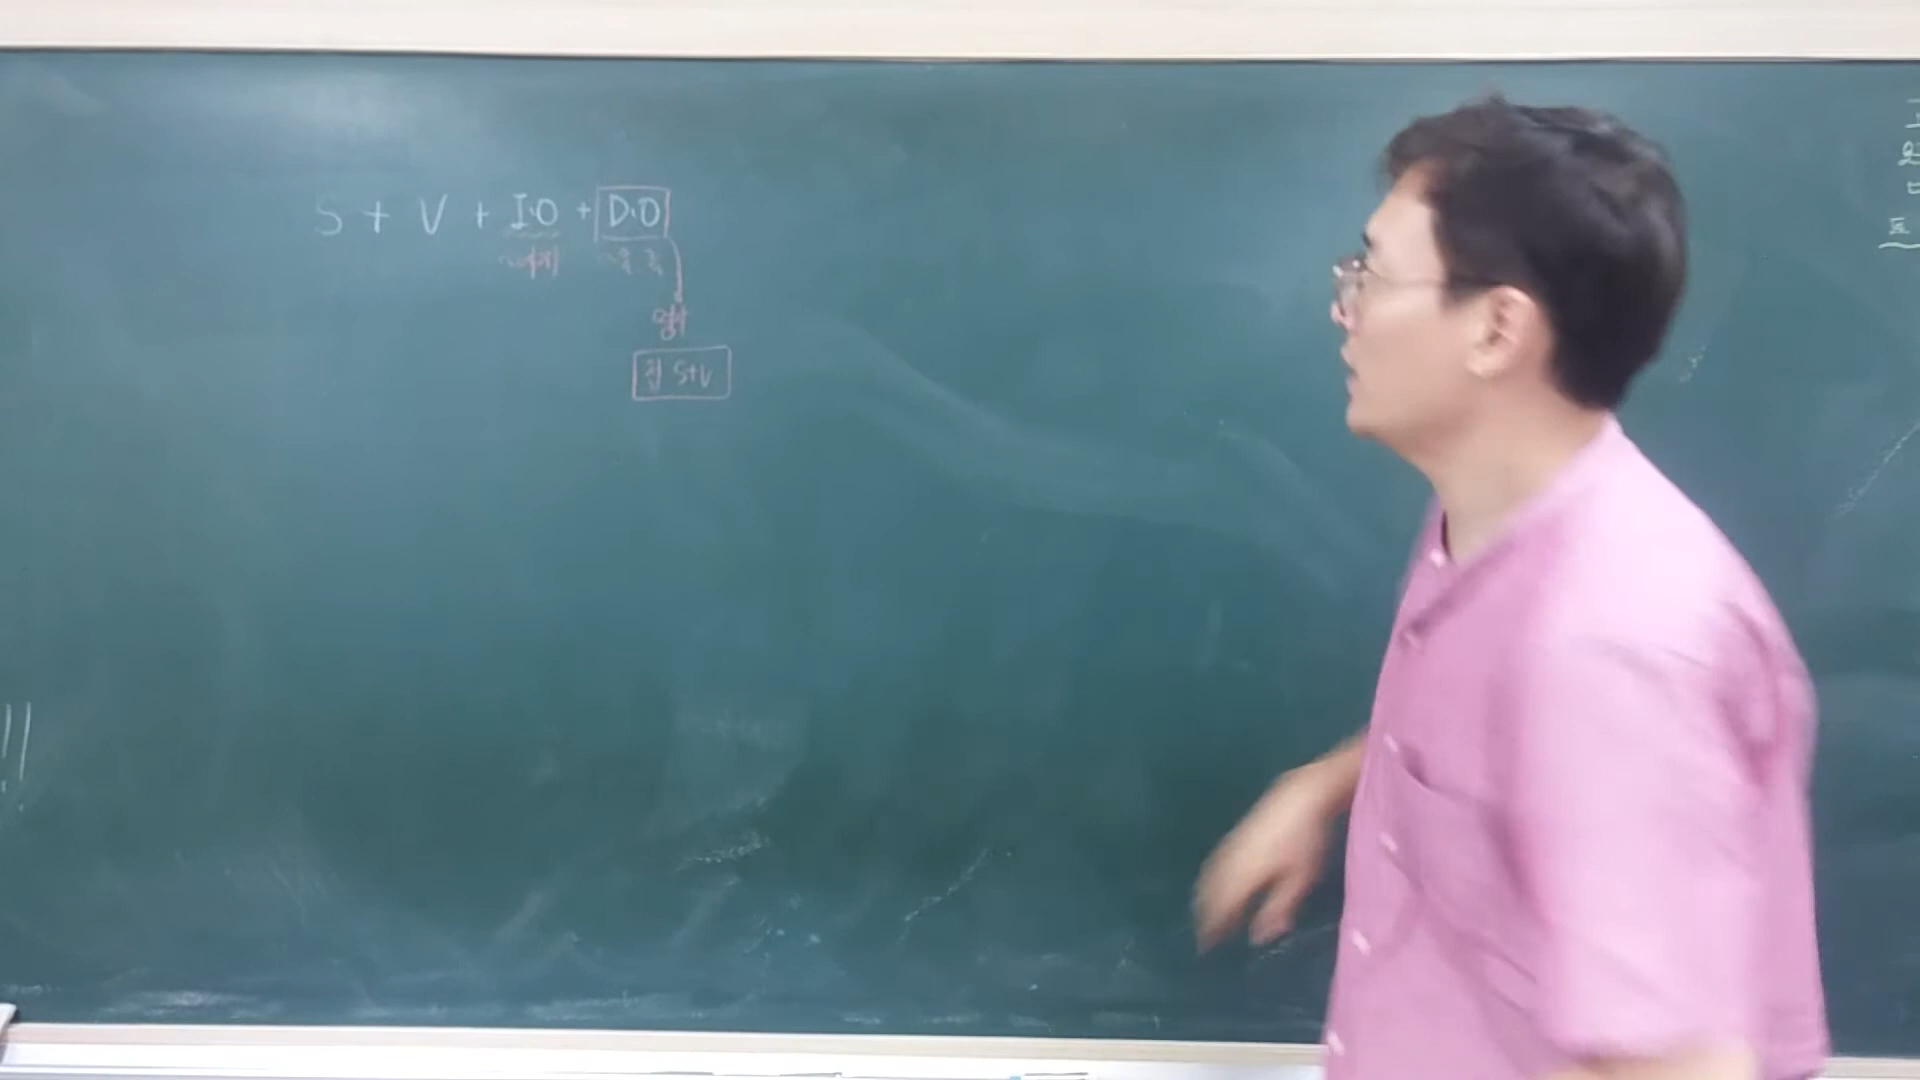 S + V + I·O + D·O
~에게 ~을, 를
명사
접 S+V